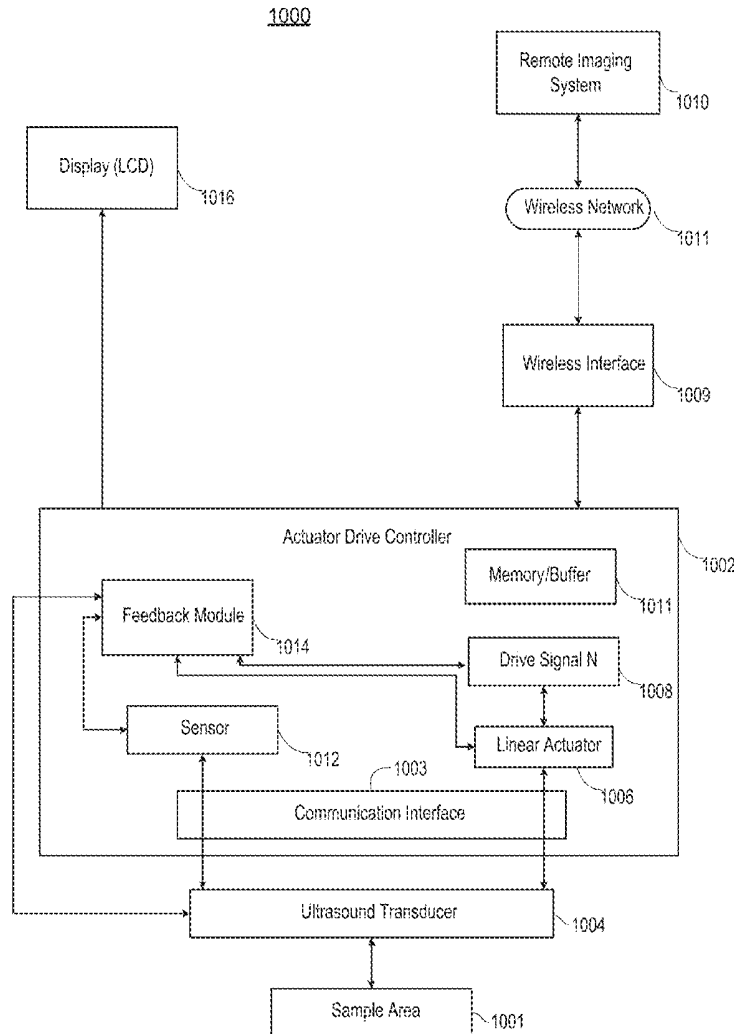 1000
Remote Imaging
System
1010
Display (LCD)
1016
Wireless Network
1011
Wireless Interface
1009
Actuator Drive Controller
1002
Memory/Buffer
1011
Feedback Module
1014
Drive Signal N
1008
Sensor
1012
Linear Actuator
1006
1003
Communication Interface
Ultrasound Transducer
1004
Sample Area
1001